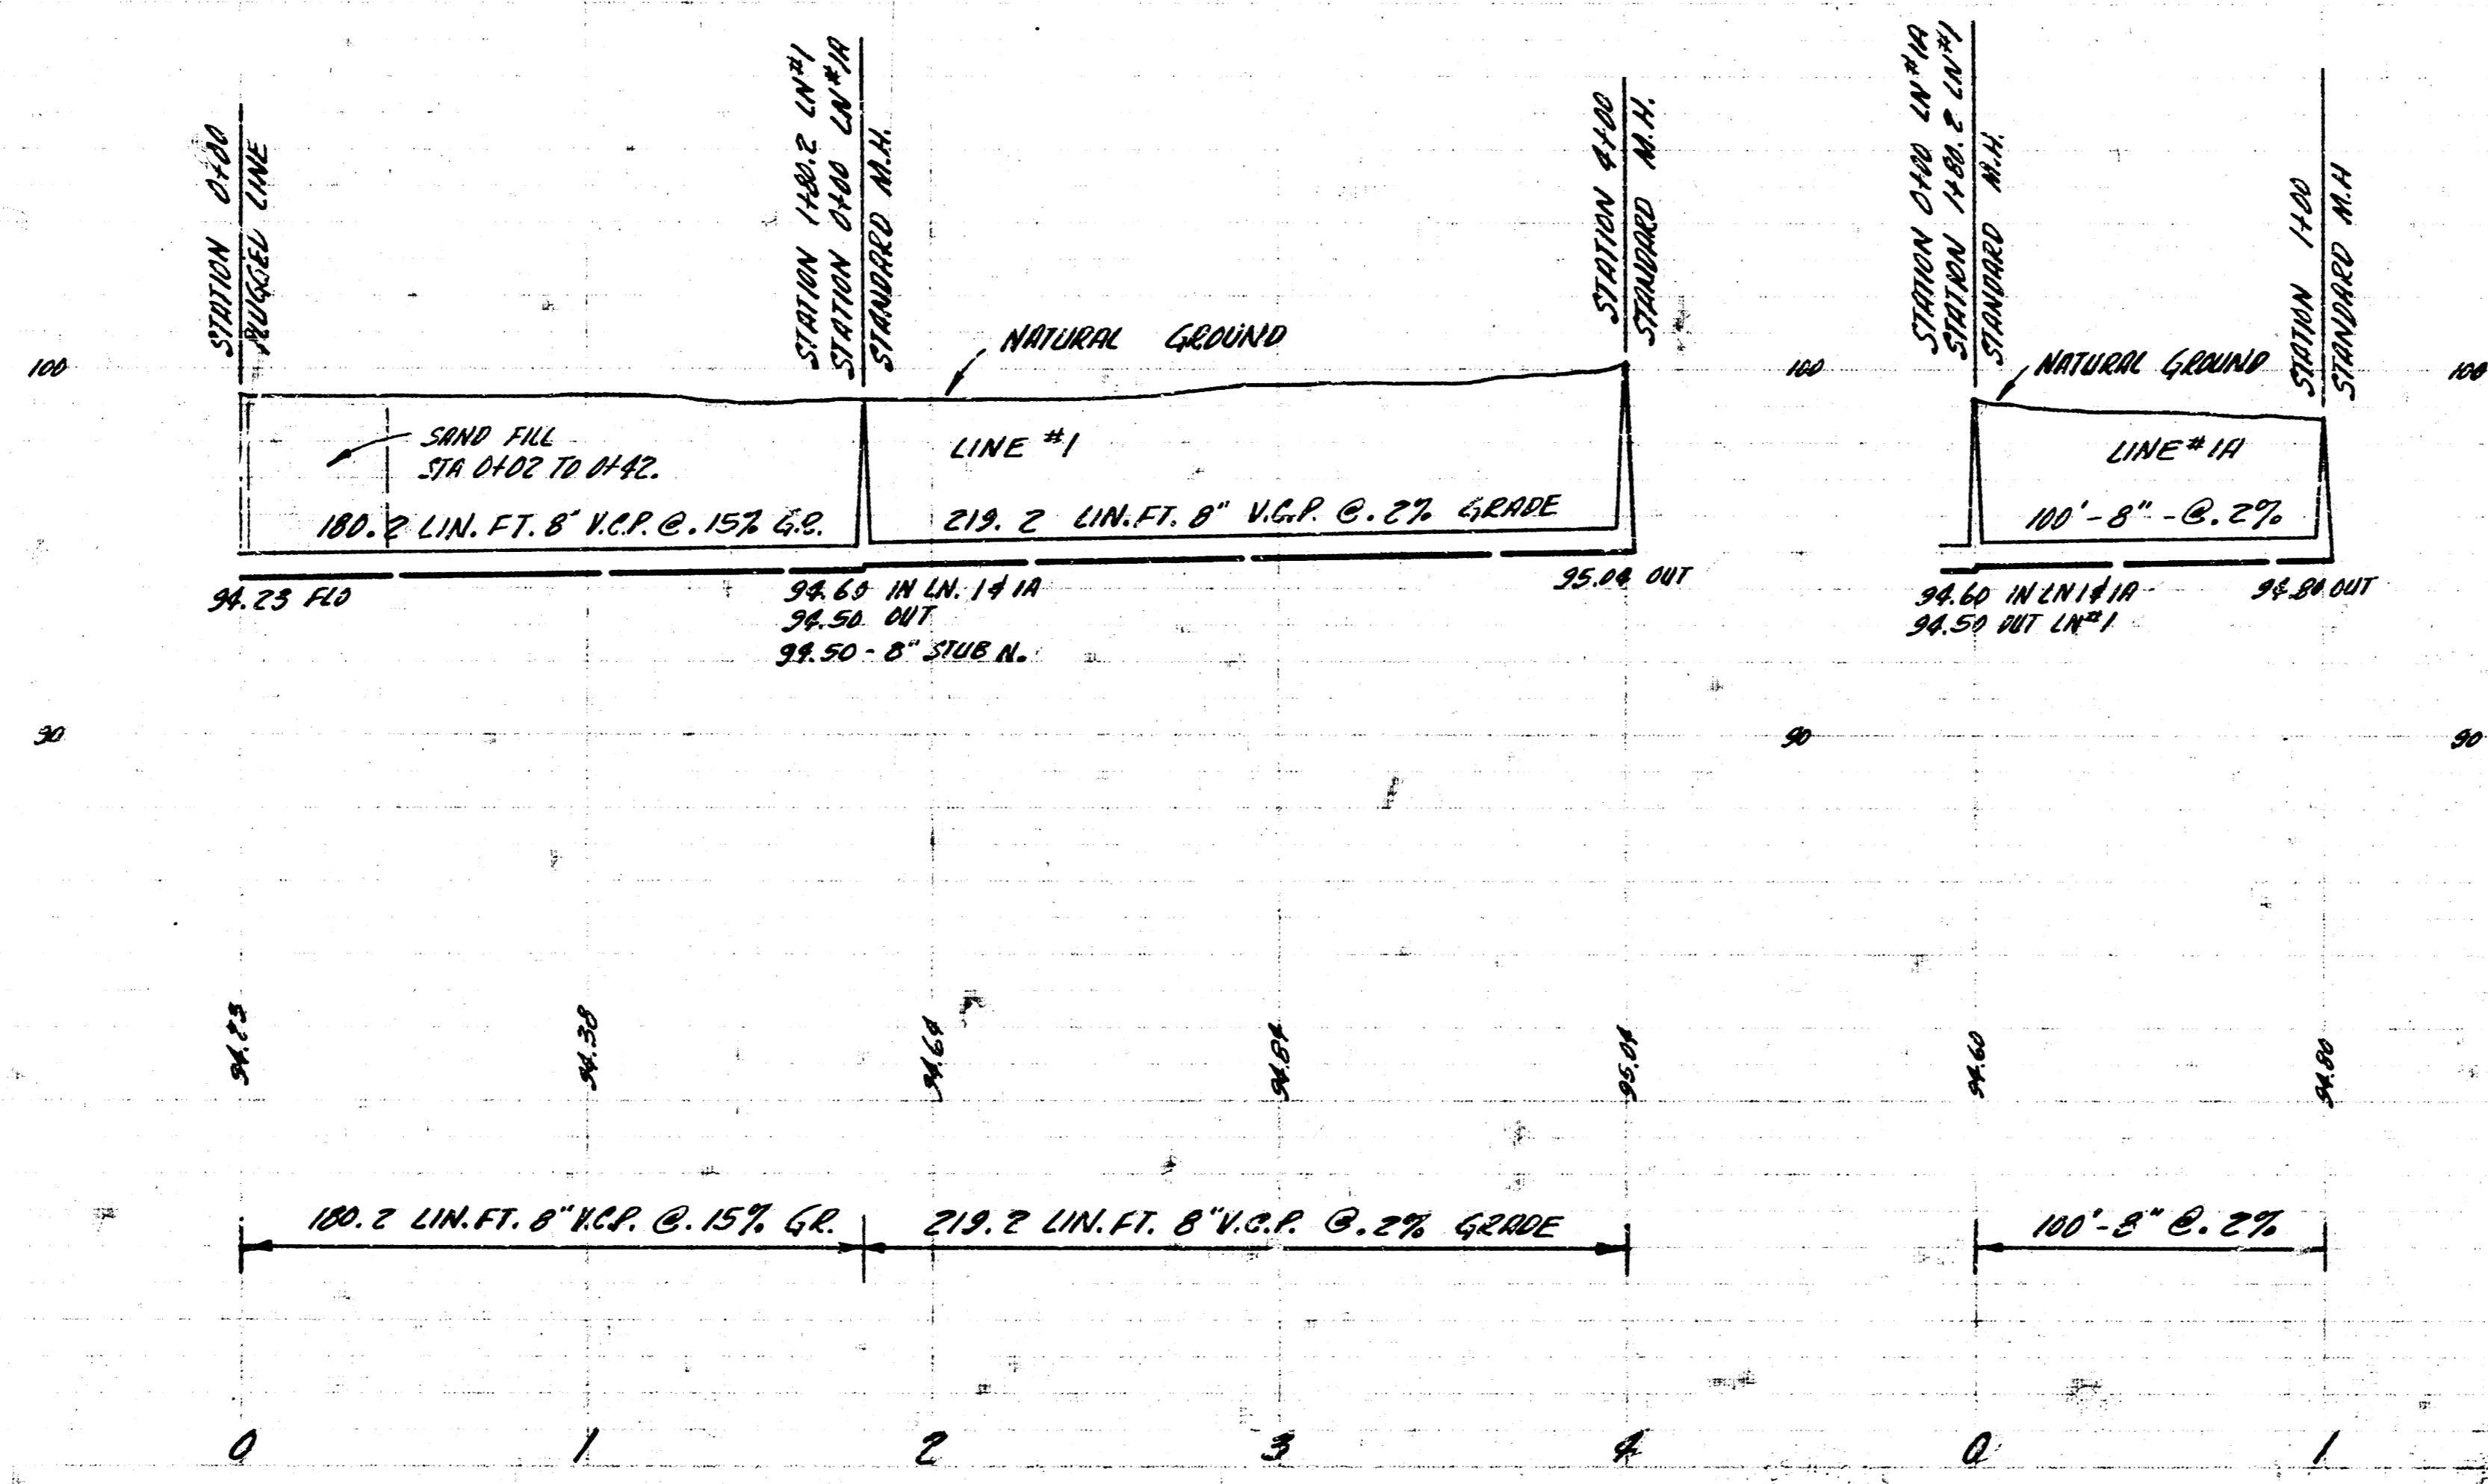 STATION 0+00
PLUGGED LINE
STATION 1+80.2 LN#1
STATION 0+00 LN#1A
STANDARD M.H.
STATION 4+00
STANDARD M.H.
STATION 0+00 LN#1A
STATION 1+80.2 LN#1
STANDARD M.H.
STATION 1+00
STANDARD M.H
100
NATURAL GROUND
100
NATURAL GROUND
100
SAND FILL
STA 0+02 TO 0+42.
LINE #1
LINE #1A
180.2 LIN. FT. 8" V.C.P. @ .15% G.R.
219.2 LIN. FT. 8" V.C.P. @ .2% GRADE
100'-8" - @ .2%
94.23 FLO
94.60 IN LN. 1 & 1A
94.50 OUT
94.50 - 8" STUB N.
95.04 OUT
94.60 IN LN 1 & 1A
94.50 OUT LN#1
94.80 OUT
90
90
90
94.23
94.38
94.64
94.84
95.04
94.60
94.80
180.2 LIN. FT. 8" V.C.P. @ .15% GR.
219.2 LIN. FT. 8" V.C.P. @ .2% GRADE
100'-8" @ .2%
0
1
2
3
4
0
1